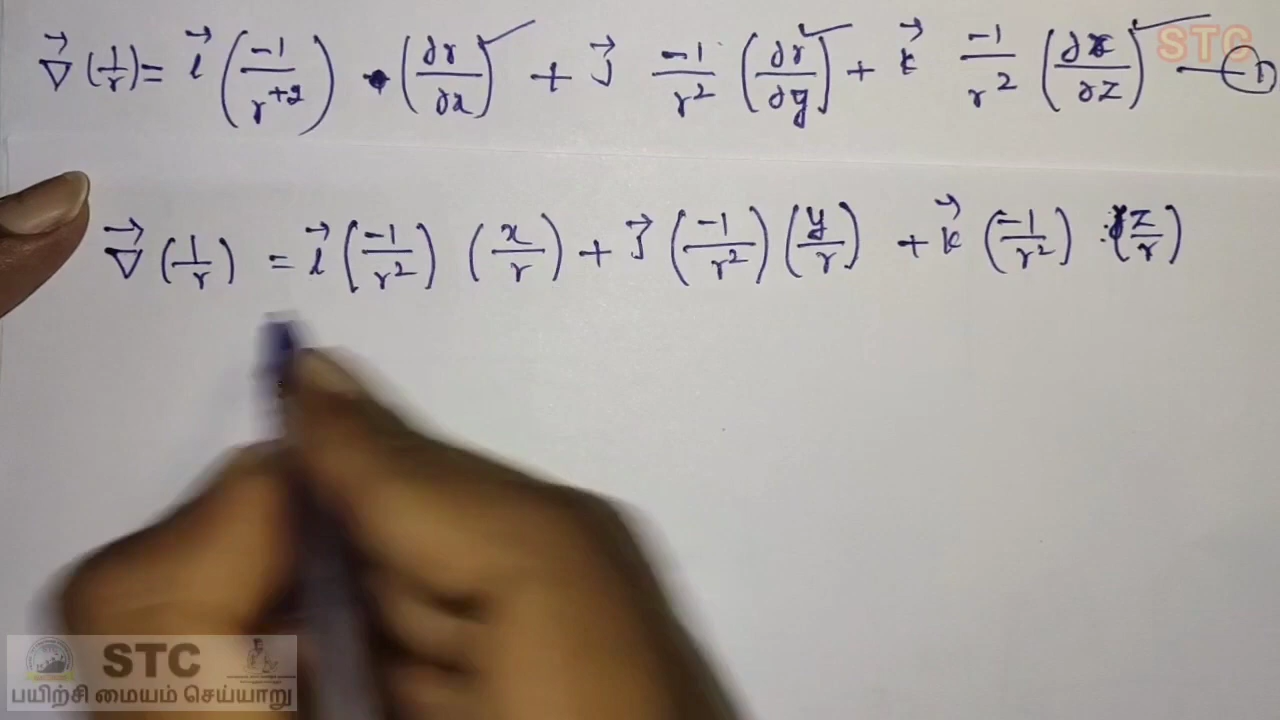 ∇⃗ (1/r) = i⃗ (-1/r⁺²) · (∂r/∂x) + j⃗ -1/r² (∂r/∂y) + k⃗ -1/r² (∂r/∂z) — ①
STC
∇⃗ (1/r) = i⃗ (-1/r²) (x/r) + j⃗ (-1/r²) (y/r) + k⃗ (-1/r²) · (z/r)
STC
பயிற்சி மையம் செய்யாறு